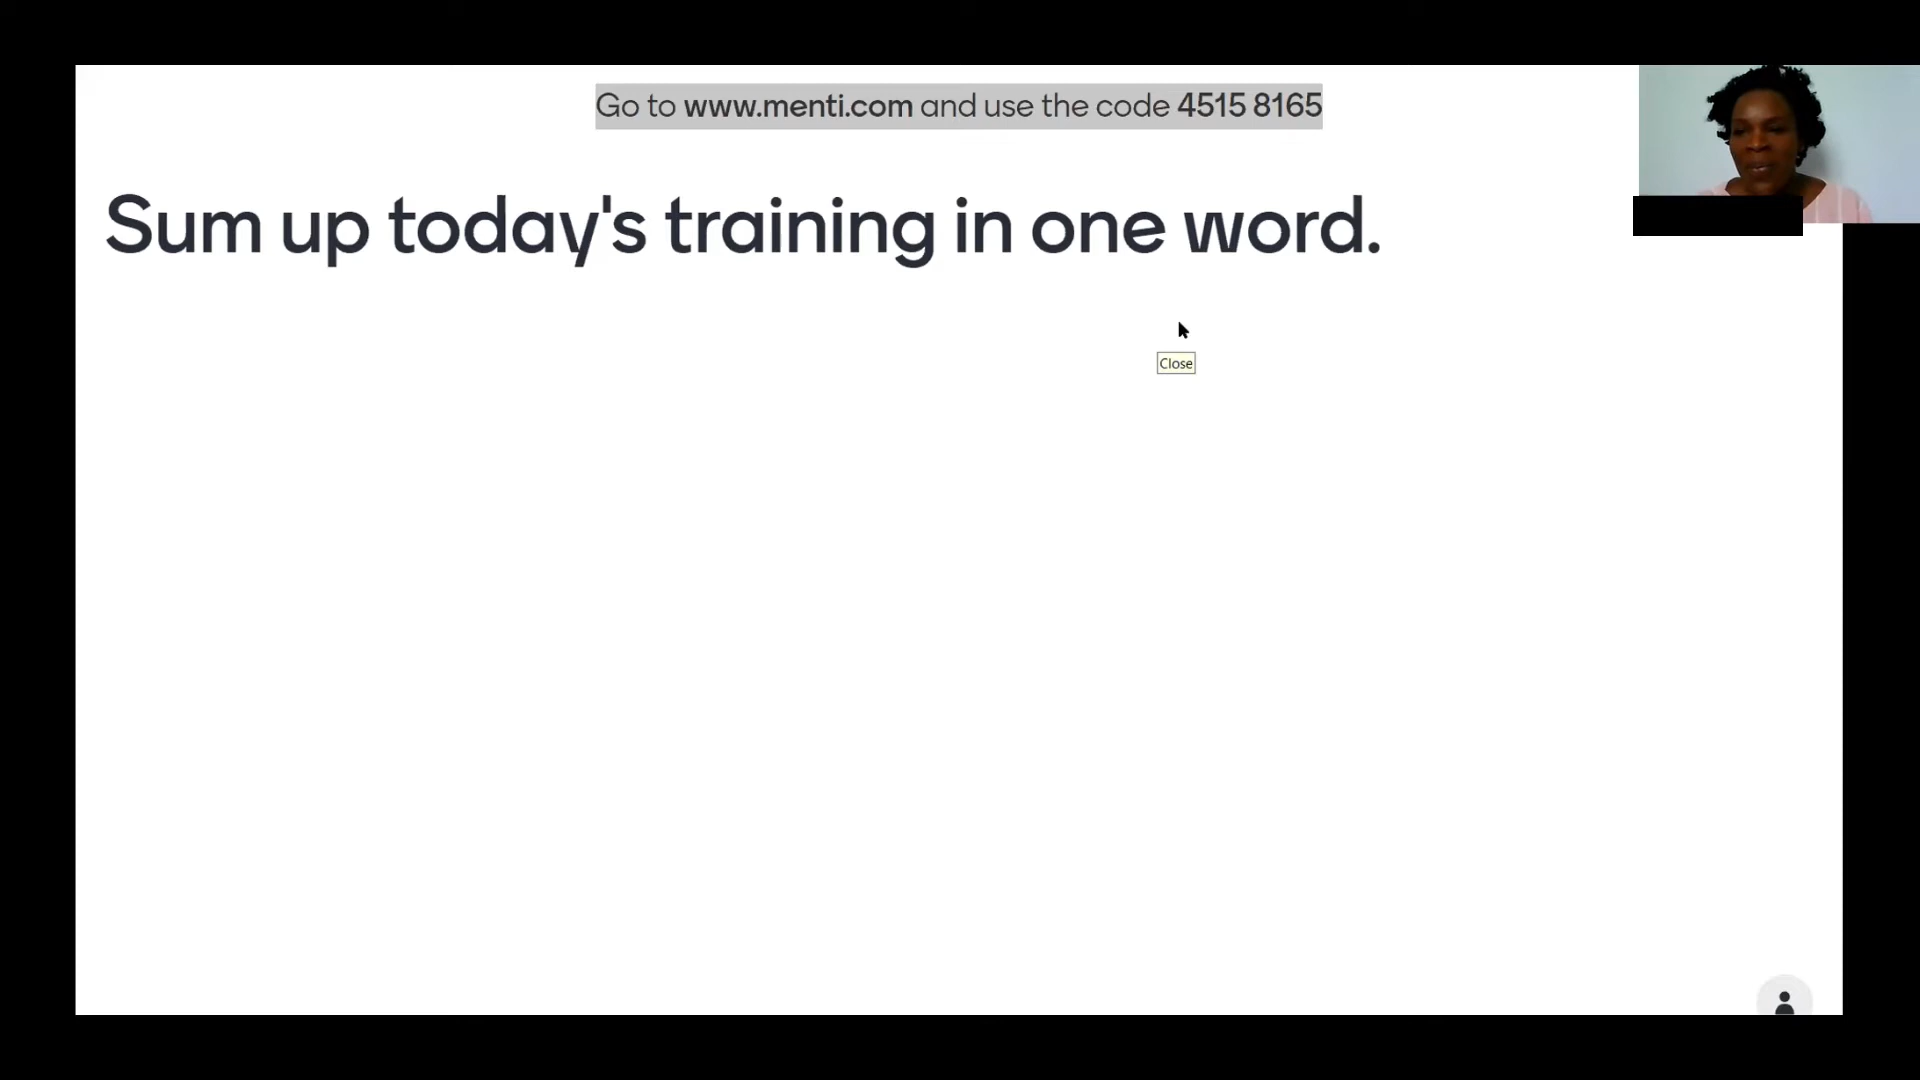 Go to www.menti.com and use the code 4515 8165
Sum up today's training in one word.
Close